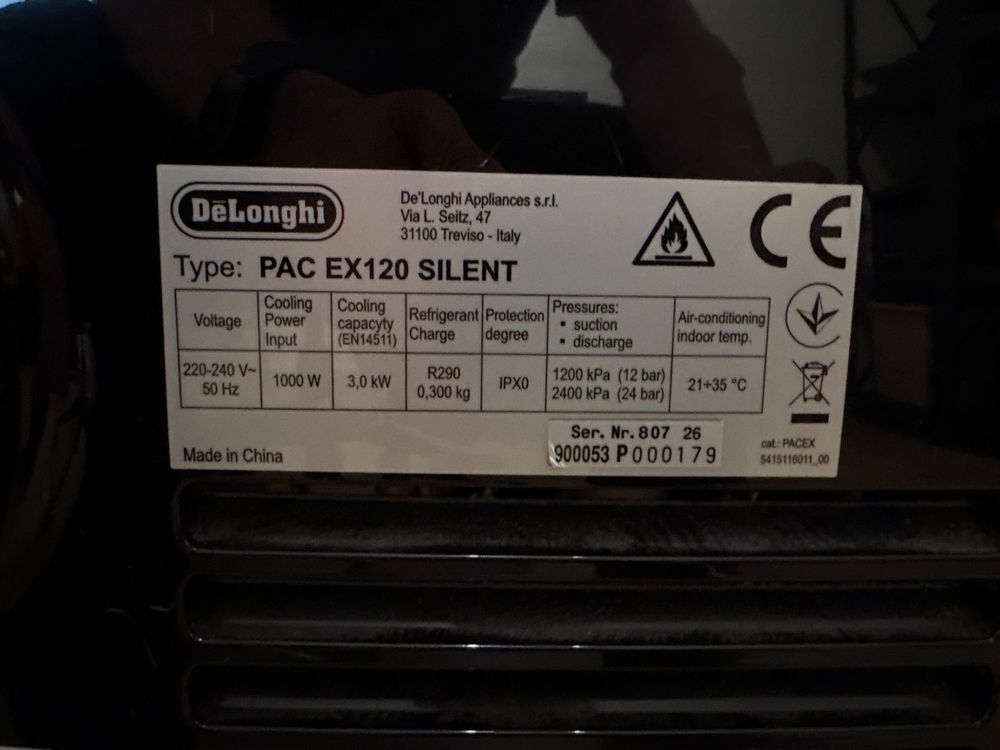 DēLonghi
De'Longhi Appliances s.r.l.
Via L. Seitz, 47
31100 Treviso - Italy
CE
Type: PAC EX120 SILENT
Voltage
Cooling
Power
Input
Cooling
capacyty
(EN14511)
Refrigerant
Charge
Protection
degree
Pressures:
• suction
• discharge
Air-conditioning
indoor temp.
220-240 V~
50 Hz
1000 W
3,0 kW
R290
0,300 kg
IPX0
1200 kPa (12 bar)
2400 kPa (24 bar)
21÷35 °C
Made in China
Ser. Nr. 807 26
900053 P000179
cat.: PACEX
5415116011_00